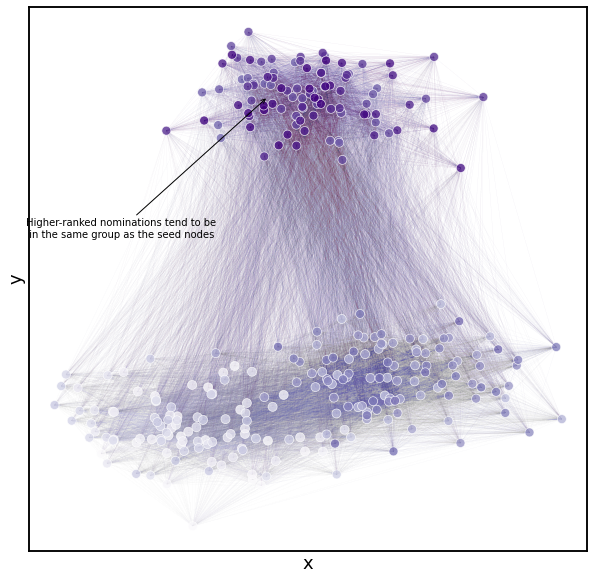 Higher-ranked nominations tend to be
in the same group as the seed nodes
y
x